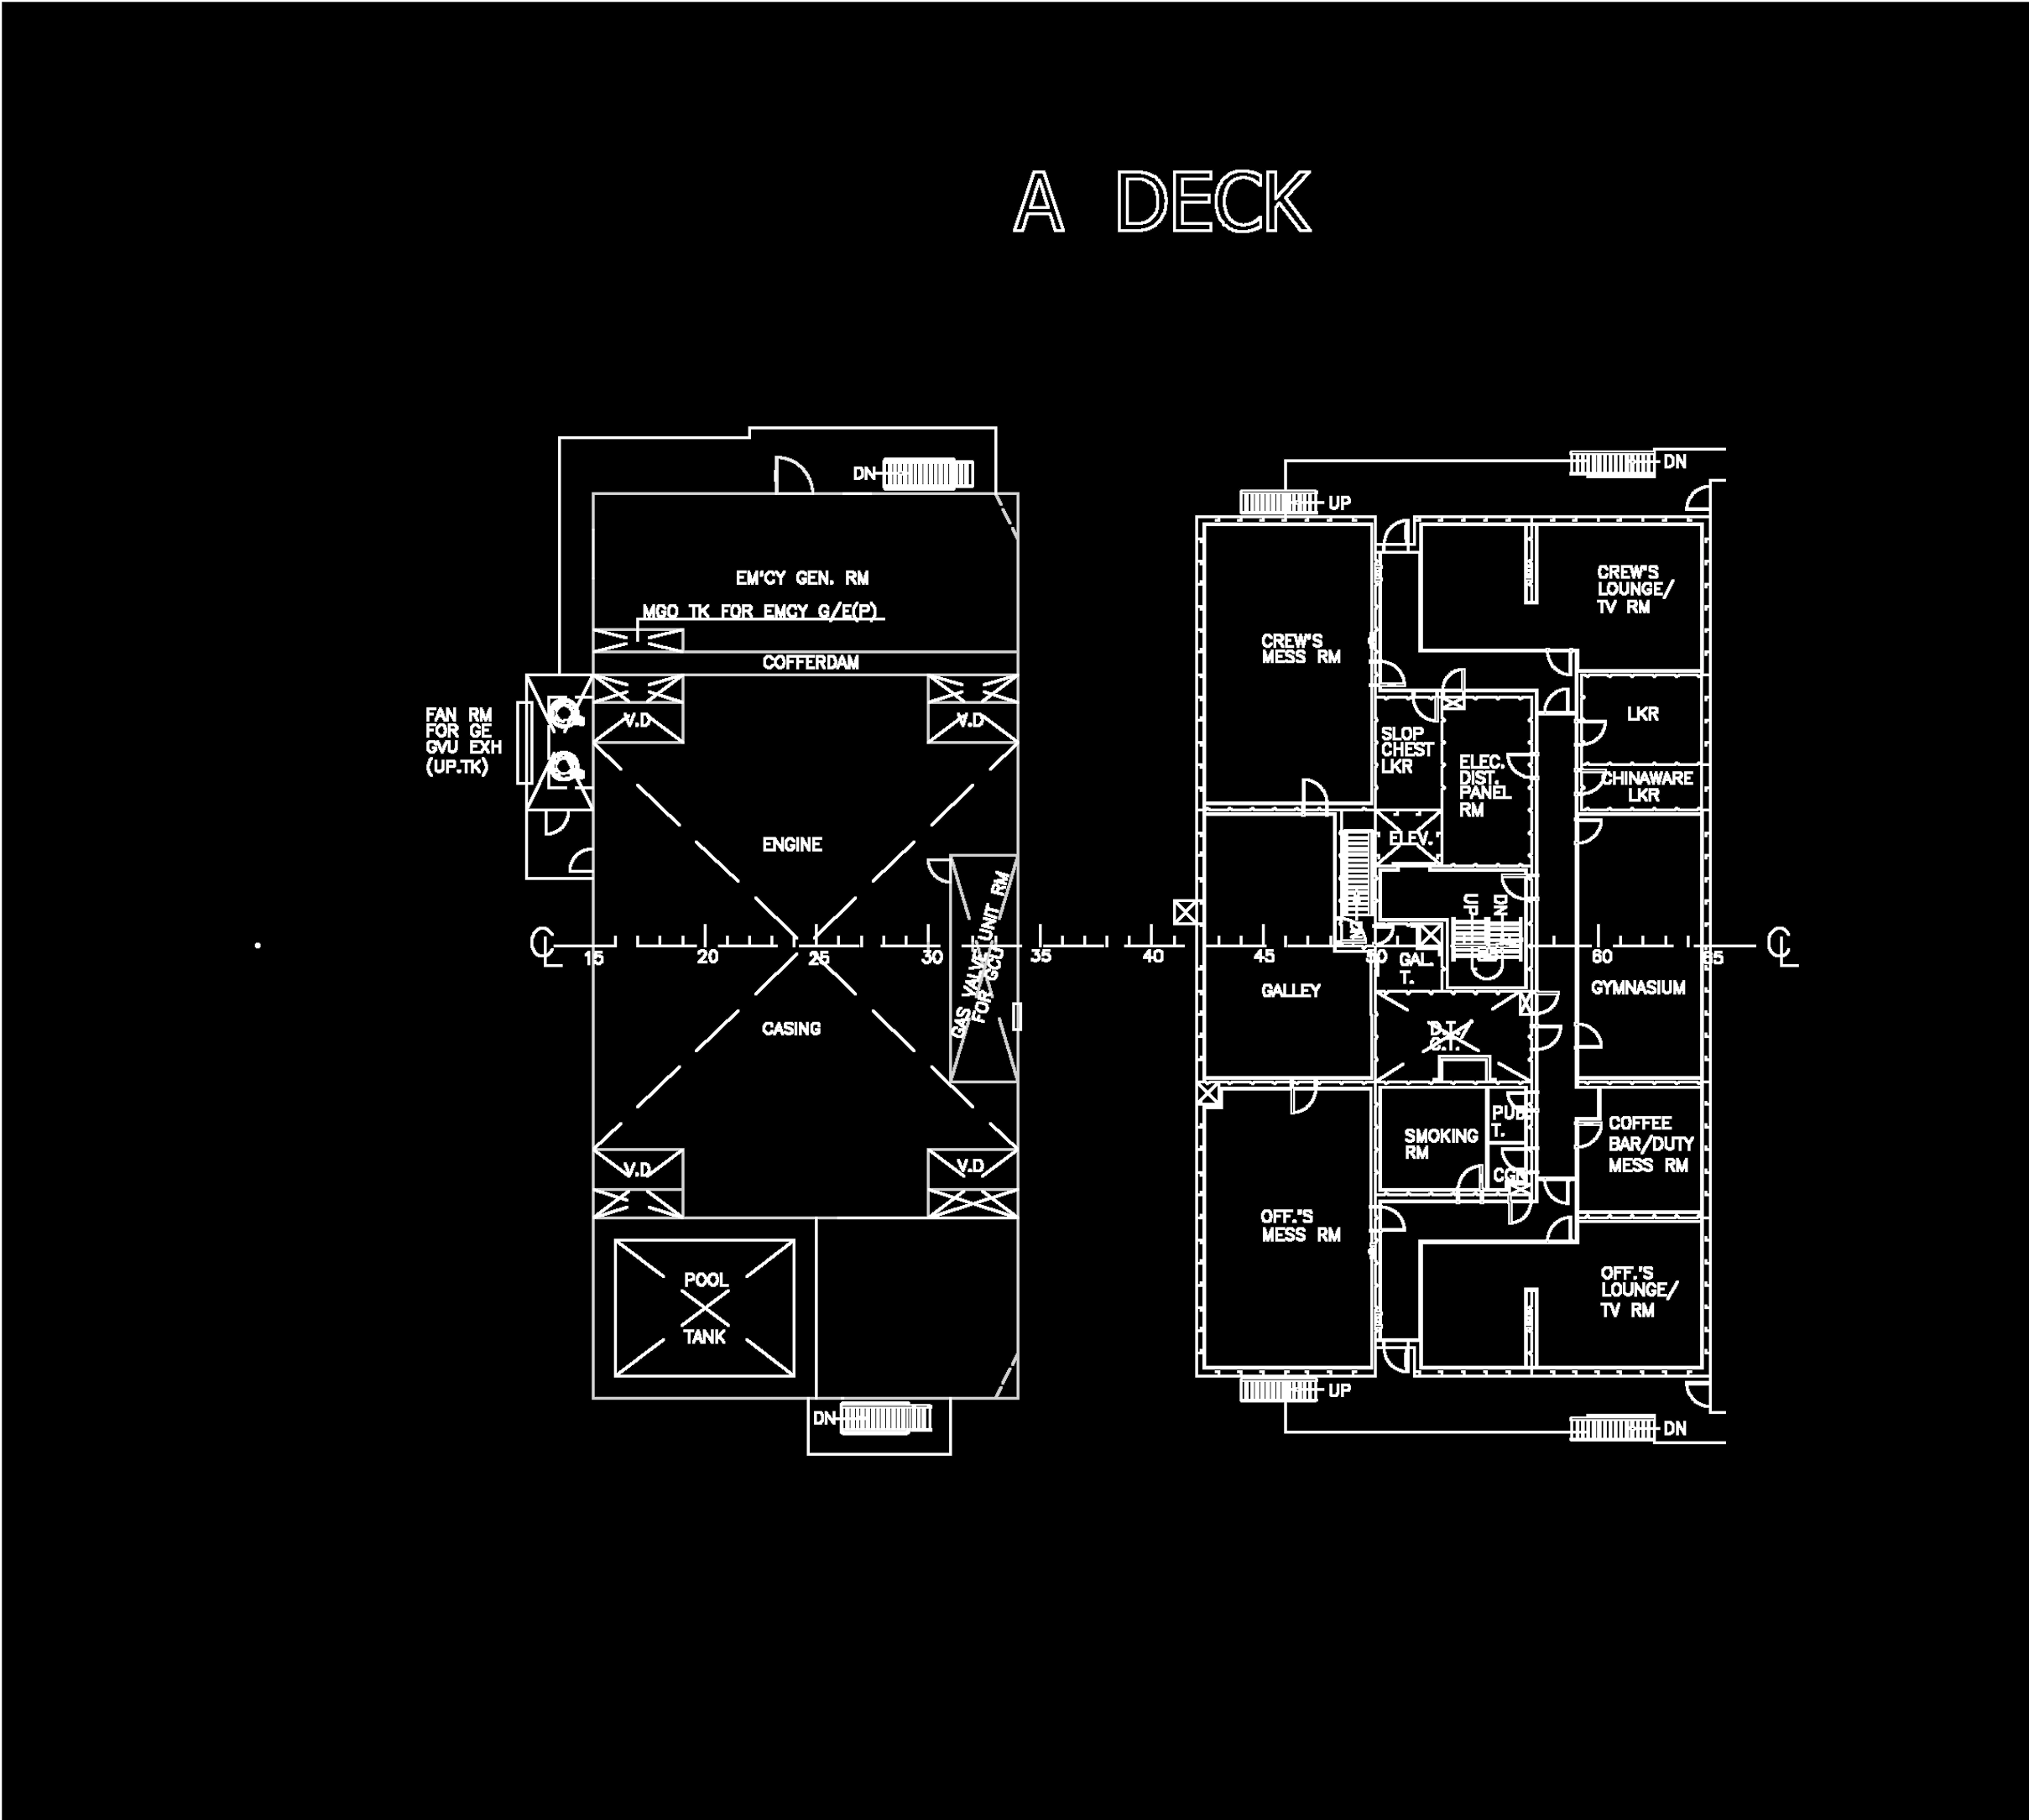 A DECK
DN
DN
UP
EM'CY GEN. RM
MGO TK FOR EMCY G/E(P)
COFFERDAM
FAN RM
FOR GE
GVU EXH
(UP.TK)
V.D
V.D
ENGINE
CASING
GAS VALVE UNIT RM
FOR GCU
V.D
V.D
POOL
TANK
DN
CREW'S
MESS RM
CREW'S
LOUNGE/
TV RM
SLOP
CHEST
LKR
ELEC.
DIST.
PANEL
RM
LKR
CHINAWARE
LKR
ELEV.
UP
DN
CL
15
20
25
30
35
40
45
50
60
65
CL
GAL.
T.
GALLEY
GYMNASIUM
D.T./
C.T.
SMOKING
RM
PUB
T.
CGR
COFFEE
BAR/DUTY
MESS RM
OFF.'S
MESS RM
OFF.'S
LOUNGE/
TV RM
UP
DN